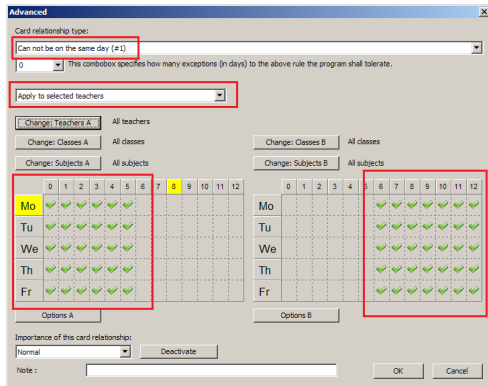 Advanced
Card relationship type:
Can not be on the same day (#1)
0 This combobox specifies how many exceptions (in days) to the above rule the program shall tolerate.
Apply to selected teachers
Change: Teachers A All teachers
Change: Classes A All classes Change: Classes B All classes
Change: Subjects A All subjects Change: Subjects B All subjects
0 1 2 3 4 5 6 7 8 9 10 11 12 0 1 2 3 4 5 6 7 8 9 10 11 12
Mo Mo
Tu Tu
We We
Th Th
Fr Fr
Options A Options B
Importance of this card relationship:
Normal Deactivate
Note : OK Cancel